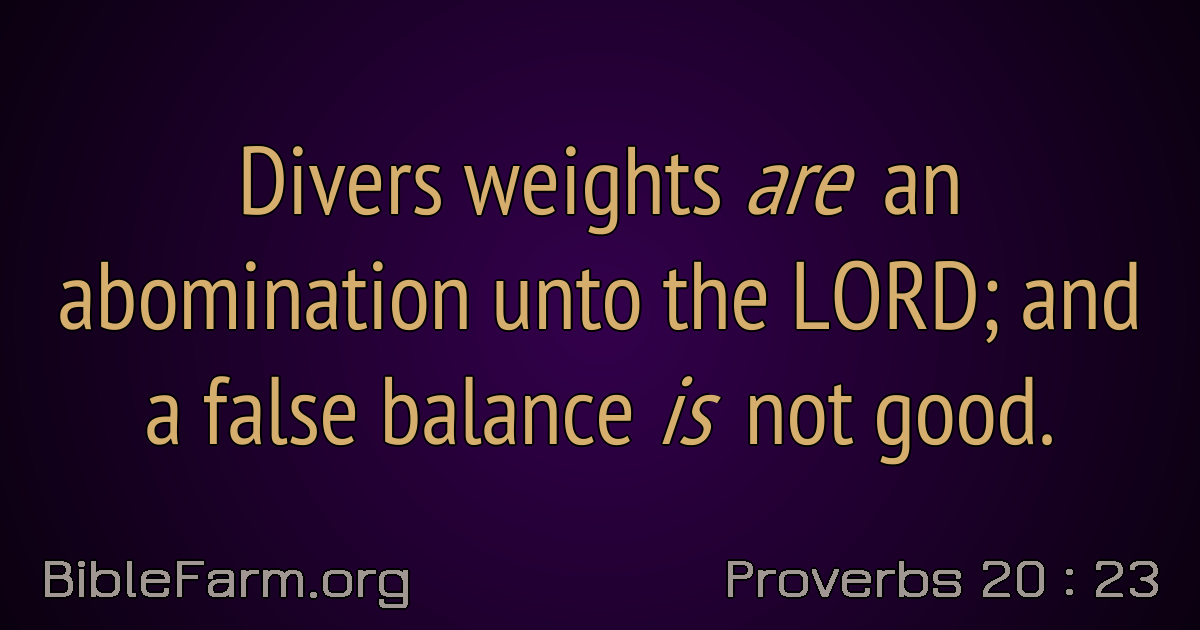 Divers weights are an
abomination unto the LORD; and
a false balance is not good.
BibleFarm.org
Proverbs 20 : 23